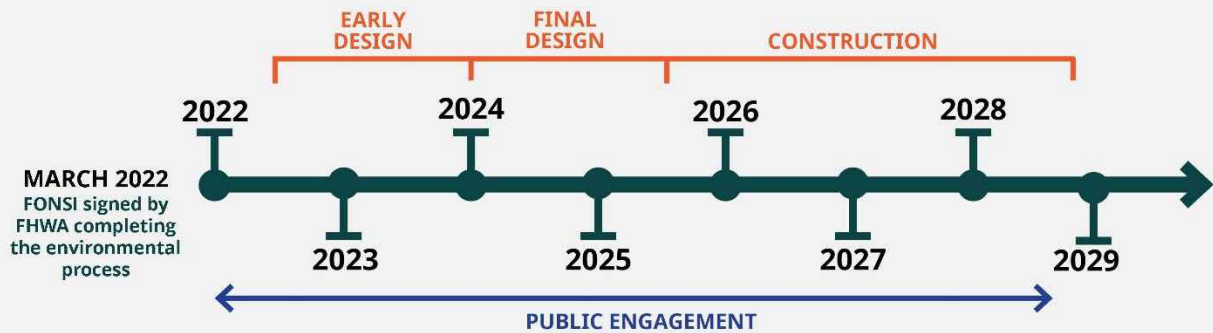 EARLY
DESIGN
FINAL
DESIGN
CONSTRUCTION
2022
2024
2026
2028
MARCH 2022
FONSI signed by
FHWA completing
the environmental
process
2023
2025
2027
2029
PUBLIC ENGAGEMENT